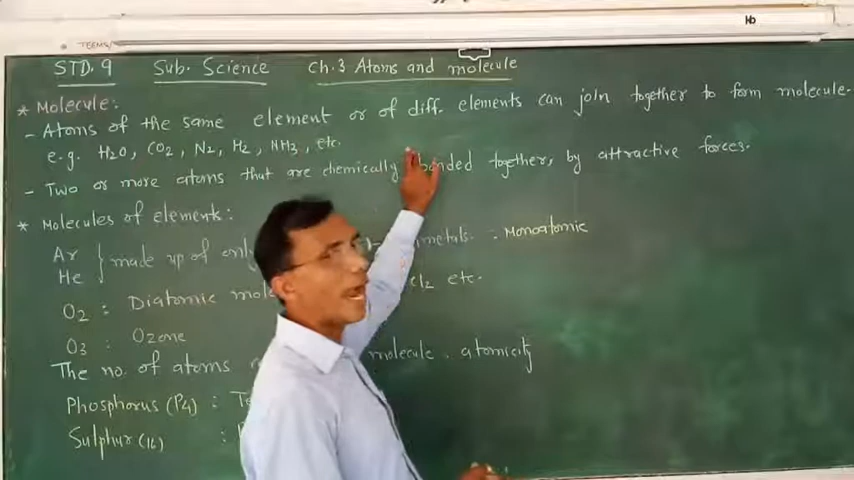 No
STD. 9 Sub. Science Ch.3 Atoms and molecule
* Molecule:
- Atoms of the same element or of diff. elements can join together to form molecule.
e.g. H2O, CO2, N2, H2, NH3, etc.
- Two or more atoms that are chemically bonded together, by attractive forces.
* Molecules of elements:
Ar
He } made up of only metals. : Monoatomic
O2 : Diatomic Cl2 etc.
O3 : Ozone
The no. of atoms molecule. atomicity
Phosphorus (P4) :
Sulphur (16) :